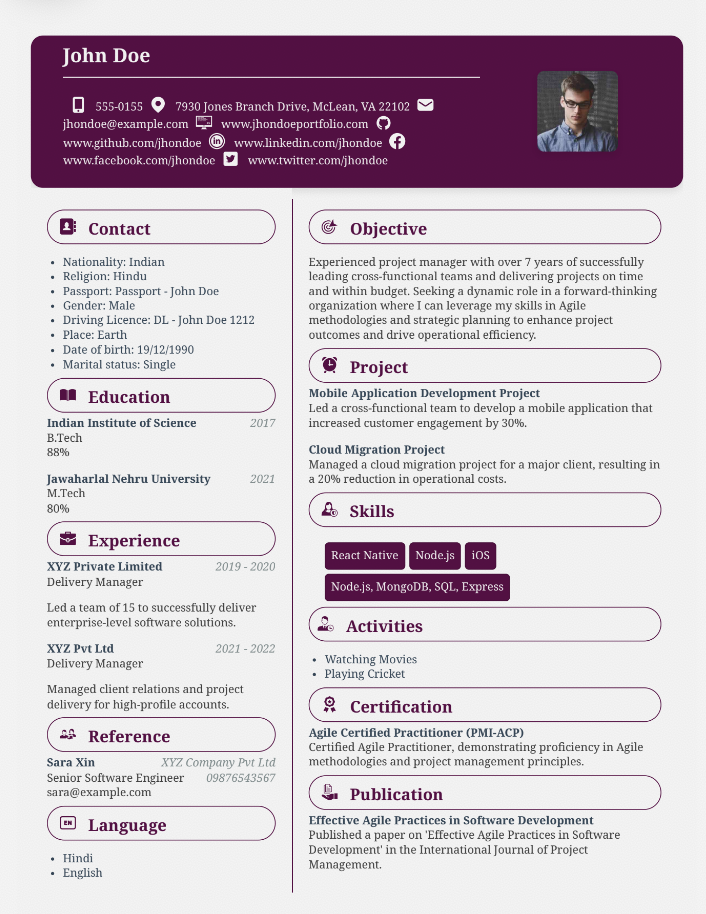 John Doe
555-0155 7930 Jones Branch Drive, McLean, VA 22102
jhondoe@example.com www.jhondoeportfolio.com
www.github.com/jhondoe www.linkedin.com/jhondoe
www.facebook.com/jhondoe www.twitter.com/jhondoe
Contact
• Nationality: Indian
• Religion: Hindu
• Passport: Passport - John Doe
• Gender: Male
• Driving Licence: DL - John Doe 1212
• Place: Earth
• Date of birth: 19/12/1990
• Marital status: Single
Education
Indian Institute of Science 2017
B.Tech
88%
Jawaharlal Nehru University 2021
M.Tech
80%
Experience
XYZ Private Limited 2019 - 2020
Delivery Manager
Led a team of 15 to successfully deliver
enterprise-level software solutions.
XYZ Pvt Ltd 2021 - 2022
Delivery Manager
Managed client relations and project
delivery for high-profile accounts.
Reference
Sara Xin XYZ Company Pvt Ltd
Senior Software Engineer 09876543567
sara@example.com
EN Language
• Hindi
• English
Objective
Experienced project manager with over 7 years of successfully
leading cross-functional teams and delivering projects on time
and within budget. Seeking a dynamic role in a forward-thinking
organization where I can leverage my skills in Agile
methodologies and strategic planning to enhance project
outcomes and drive operational efficiency.
Project
Mobile Application Development Project
Led a cross-functional team to develop a mobile application that
increased customer engagement by 30%.
Cloud Migration Project
Managed a cloud migration project for a major client, resulting in
a 20% reduction in operational costs.
Skills
React Native Node.js iOS
Node.js, MongoDB, SQL, Express
Activities
• Watching Movies
• Playing Cricket
Certification
Agile Certified Practitioner (PMI-ACP)
Certified Agile Practitioner, demonstrating proficiency in Agile
methodologies and project management principles.
Publication
Effective Agile Practices in Software Development
Published a paper on 'Effective Agile Practices in Software
Development' in the International Journal of Project
Management.